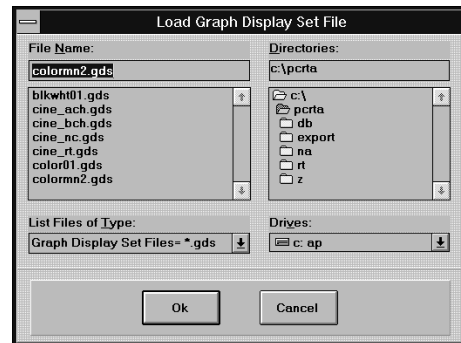 Load Graph Display Set File
File Name:
colormn2.gds
blkwht01.gds
cine_ach.gds
cine_bch.gds
cine_nc.gds
cine_rt.gds
color01.gds
colormn2.gds
List Files of Type:
Graph Display Set Files= *.gds
Directories:
c:\pcrta
c:\
pcrta
db
export
na
rt
z
Drives:
c: ap
Ok
Cancel